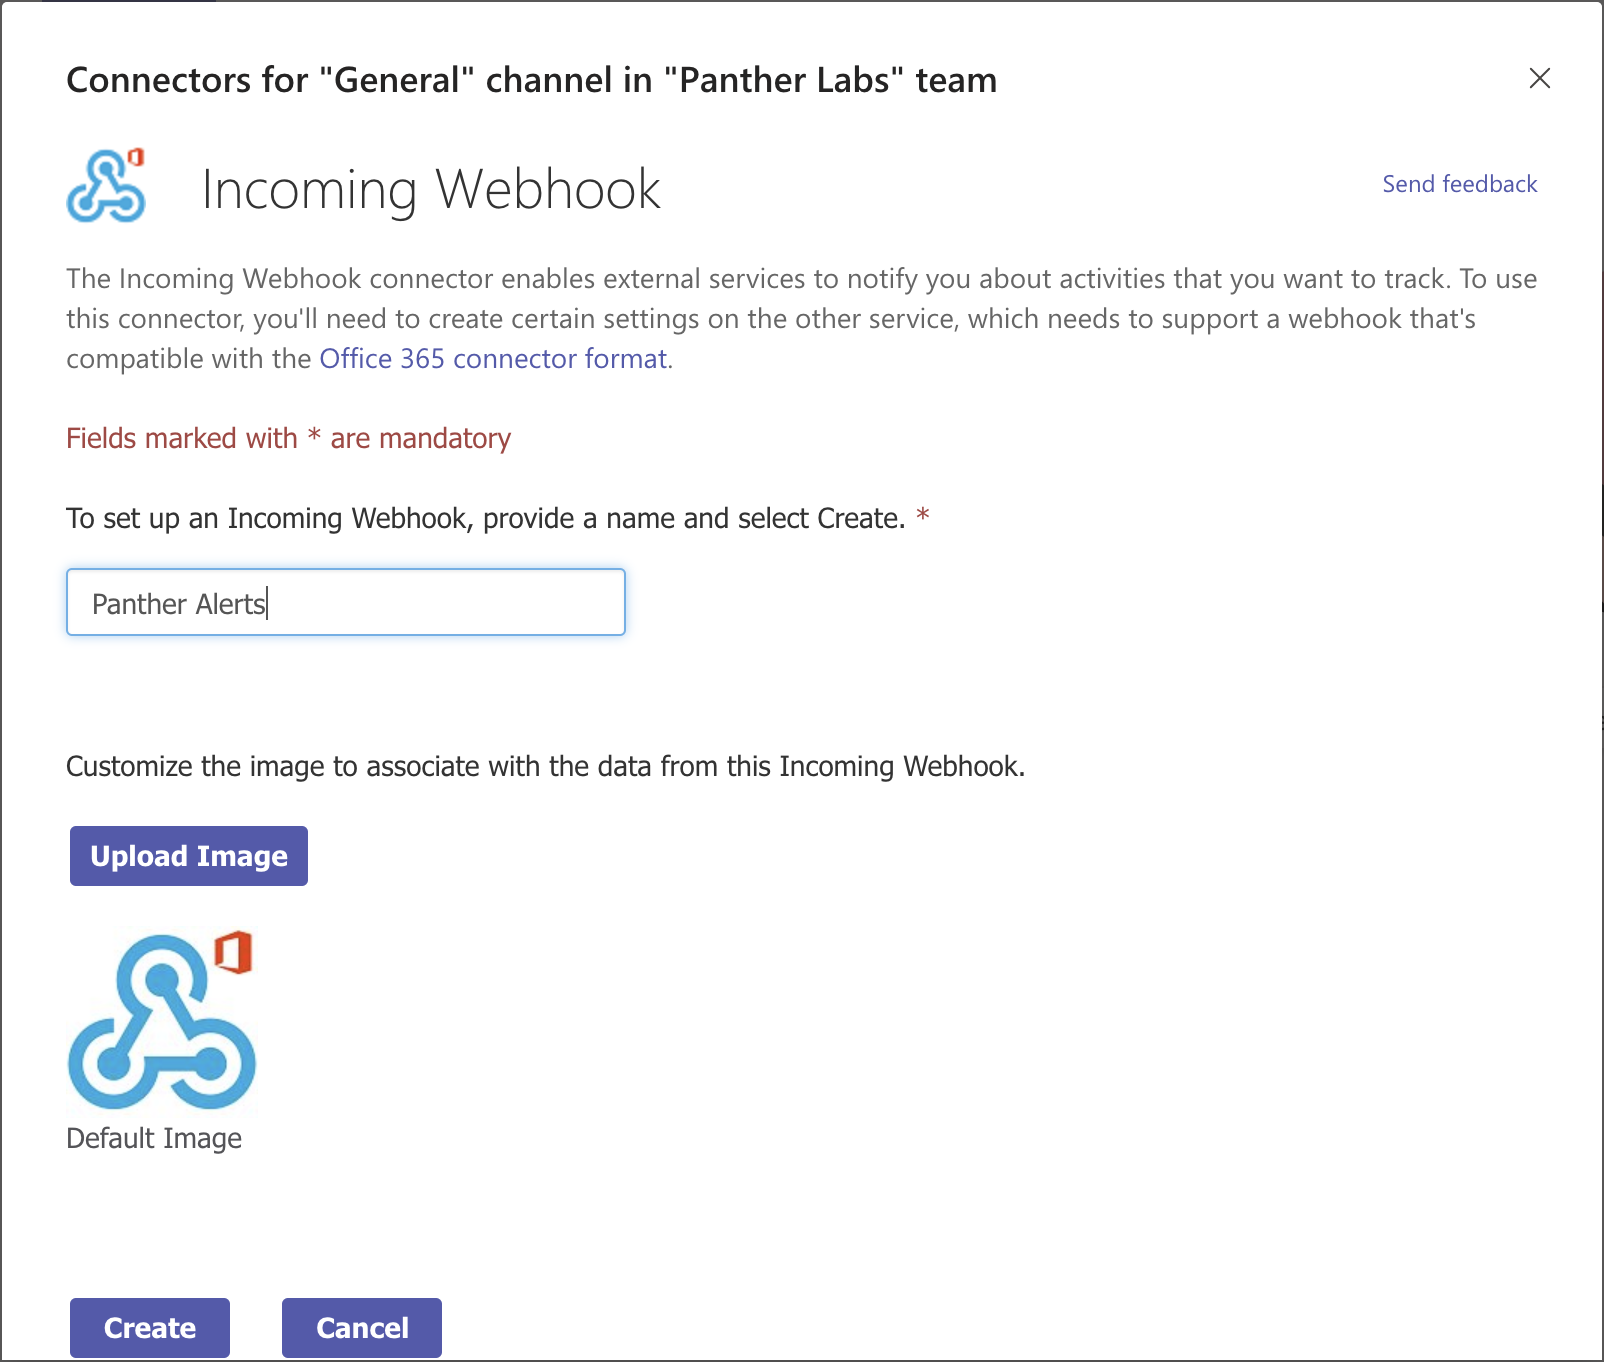 Connectors for "General" channel in "Panther Labs" team
Incoming Webhook
Send feedback
The Incoming Webhook connector enables external services to notify you about activities that you want to track. To use
this connector, you'll need to create certain settings on the other service, which needs to support a webhook that's
compatible with the Office 365 connector format.
Fields marked with * are mandatory
To set up an Incoming Webhook, provide a name and select Create. *
Panther Alerts
Customize the image to associate with the data from this Incoming Webhook.
Upload Image
Default Image
Create
Cancel